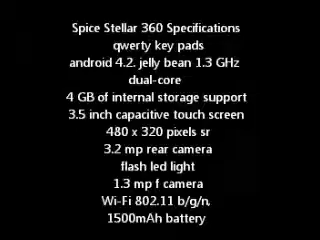 Spice Stellar 360 Specifications
qwerty key pads
android 4.2. jelly bean 1.3 GHz
dual-core
4 GB of internal storage support
3.5 inch capacitive touch screen
480 x 320 pixels sr
3.2 mp rear camera
flash led light
1.3 mp f camera
Wi-Fi 802.11 b/g/n,
1500mAh battery